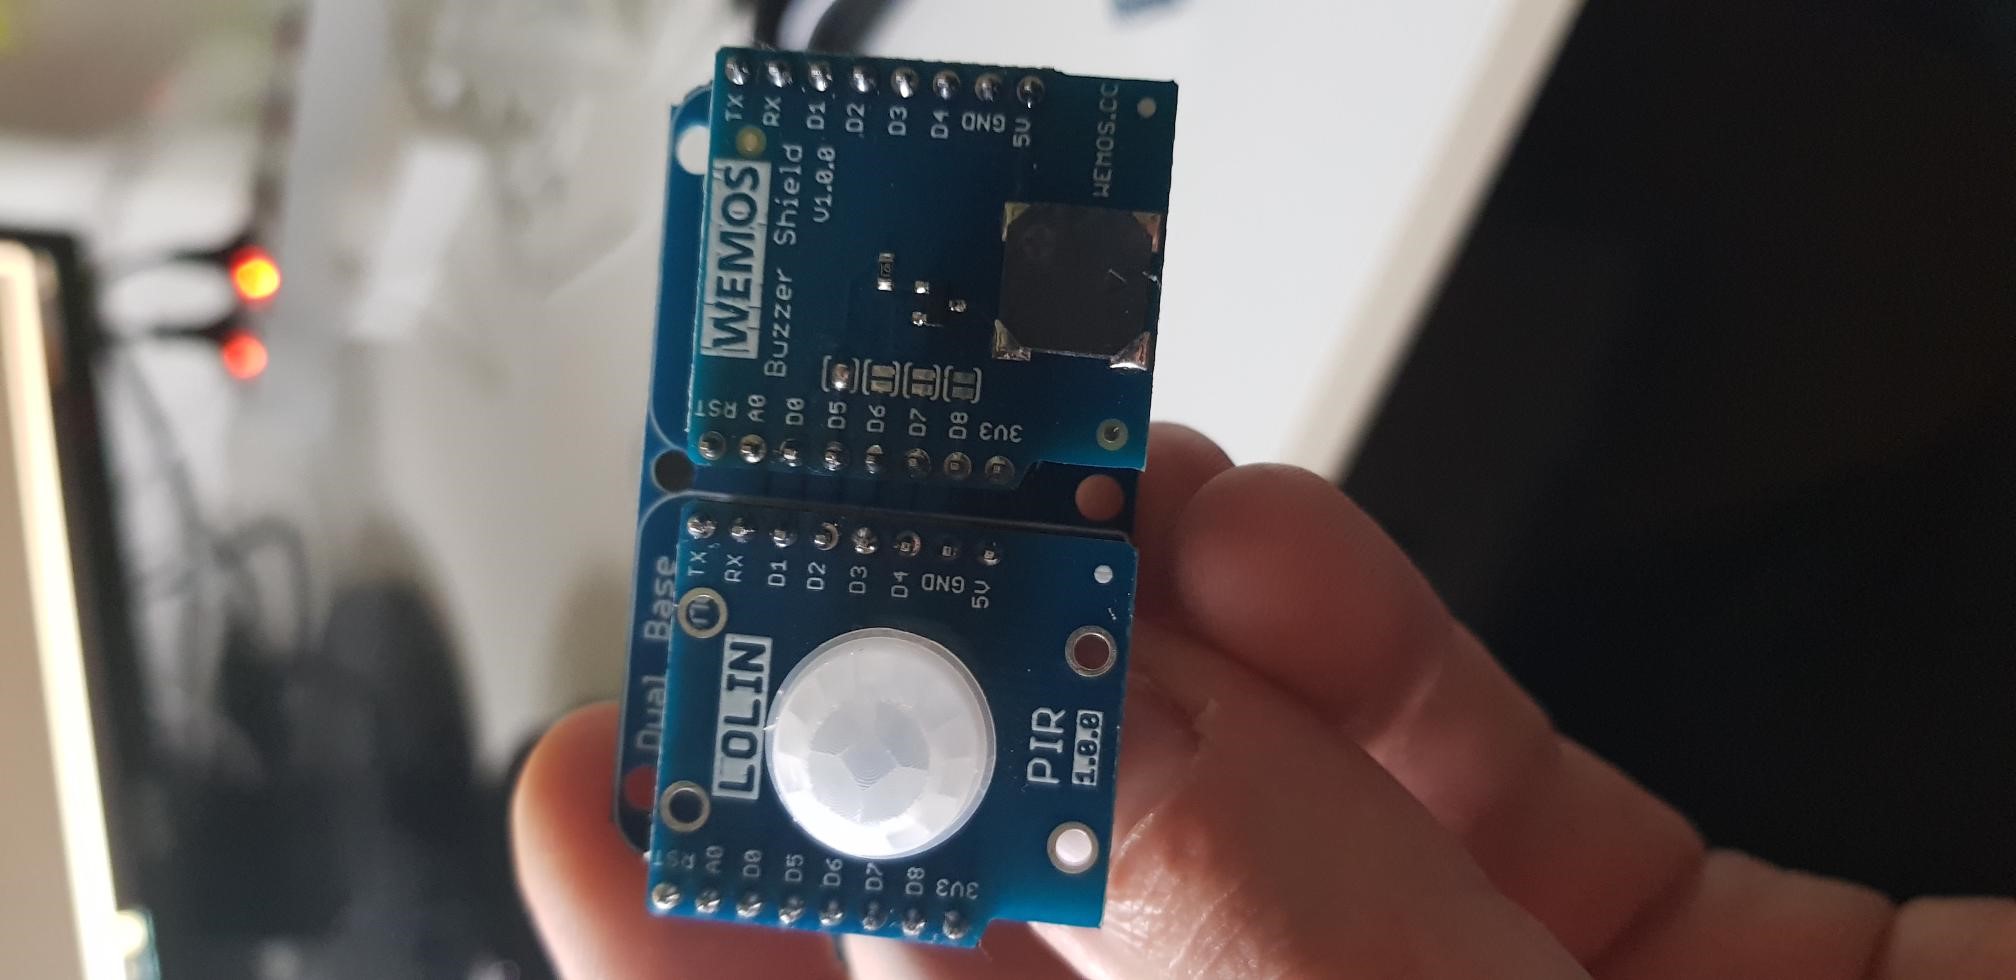 TX RX D1 D2 D3 D4 GND 5V
WEMOS
Buzzer Shield
V1.0.0
WEMOS.CC
RST A0 D0 D5 D6 D7 D8 3V3
Dual Base
TX RX D1 D2 D3 D4 GND 5V
LOLIN
PIR
1.0.0
RST A0 D0 D5 D6 D7 D8 3V3